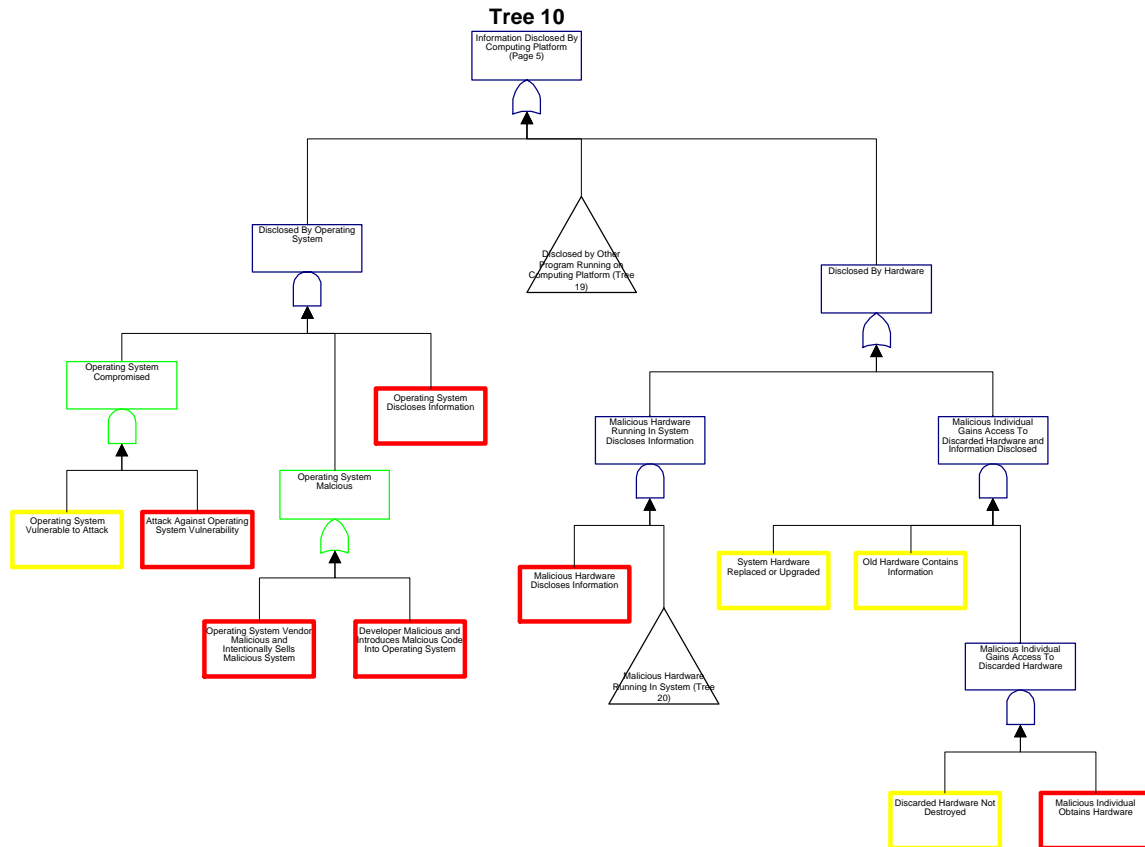 Tree 10
Information Disclosed By
Computing Platform
(Page 5)
Disclosed By Operating
System
Disclosed by Other
Program Running on
Computing Platform (Tree
19)
Disclosed By Hardware
Operating System
Compromised
Operating System
Discloses Information
Malicious Hardware
Running In System
Discloses Information
Malicious Individual
Gains Access To
Discarded Hardware and
Information Disclosed
Operating System
Malcious
Operating System
Vulnerable to Attack
Attack Against Operating
System Vulnerability
Malicious Hardware
Discloses Information
System Hardware
Replaced or Upgraded
Old Hardware Contains
Information
Operating System Vendor
Malicious and
Intentionally Sells
Malicious System
Developer Malicious and
Introduces Malcious Code
Into Operating System
Malicious Hardware
Running In System (Tree
20)
Malicious Individual
Gains Access To
Discarded Hardware
Discarded Hardware Not
Destroyed
Malicious Individual
Obtains Hardware